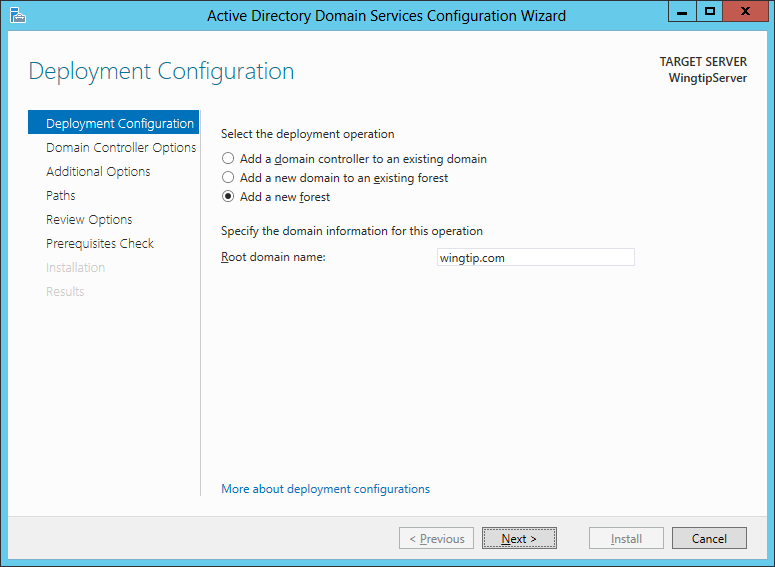 Active Directory Domain Services Configuration Wizard
Deployment Configuration
TARGET SERVER
WingtipServer
Deployment Configuration
Domain Controller Options
Additional Options
Paths
Review Options
Prerequisites Check
Installation
Results
Select the deployment operation
Add a domain controller to an existing domain
Add a new domain to an existing forest
Add a new forest
Specify the domain information for this operation
Root domain name: wingtip.com
More about deployment configurations
< Previous Next > Install Cancel